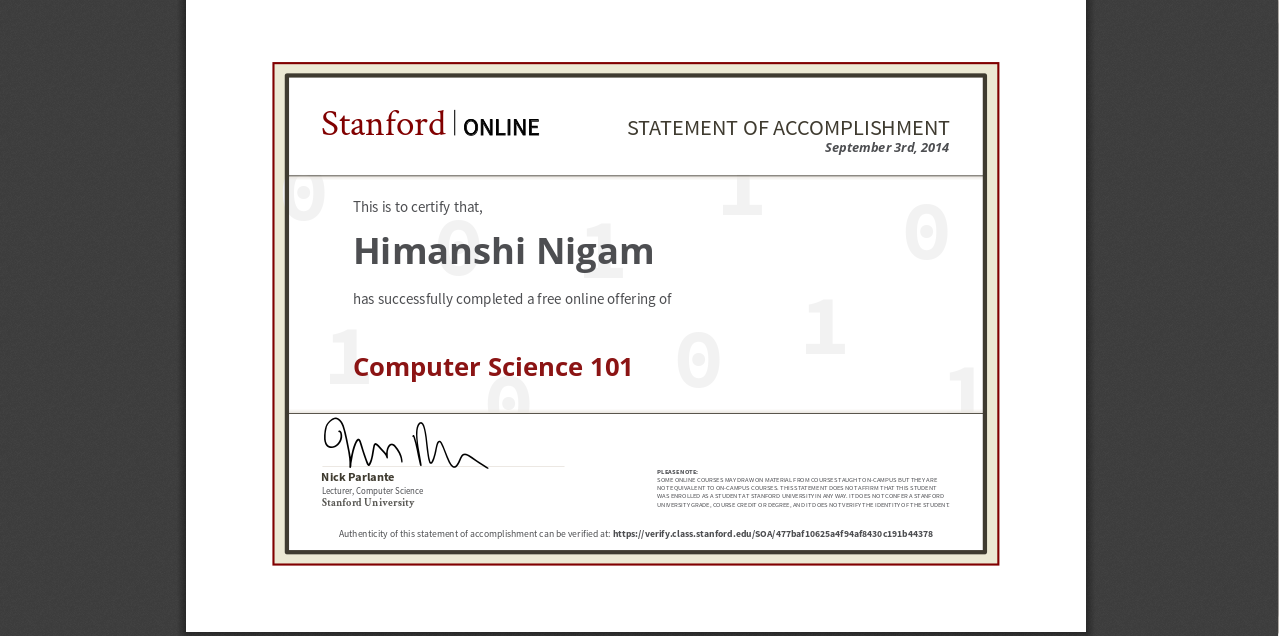 Stanford | ONLINE
STATEMENT OF ACCOMPLISHMENT
September 3rd, 2014
This is to certify that,
Himanshi Nigam
has successfully completed a free online offering of
Computer Science 101
Nick Parlante
Lecturer, Computer Science
Stanford University
PLEASE NOTE:
SOME ONLINE COURSES MAY DRAW ON MATERIAL FROM COURSES TAUGHT ON-CAMPUS BUT THEY ARE
NOT EQUIVALENT TO ON-CAMPUS COURSES. THIS STATEMENT DOES NOT AFFIRM THAT THIS STUDENT
WAS ENROLLED AS A STUDENT AT STANFORD UNIVERSITY IN ANY WAY. IT DOES NOT CONFER A STANFORD
UNIVERSITY GRADE, COURSE CREDIT OR DEGREE, AND IT DOES NOT VERIFY THE IDENTITY OF THE STUDENT.
Authenticity of this statement of accomplishment can be verified at: https://verify.class.stanford.edu/SOA/477baf10625a4f94af8430c191b44378